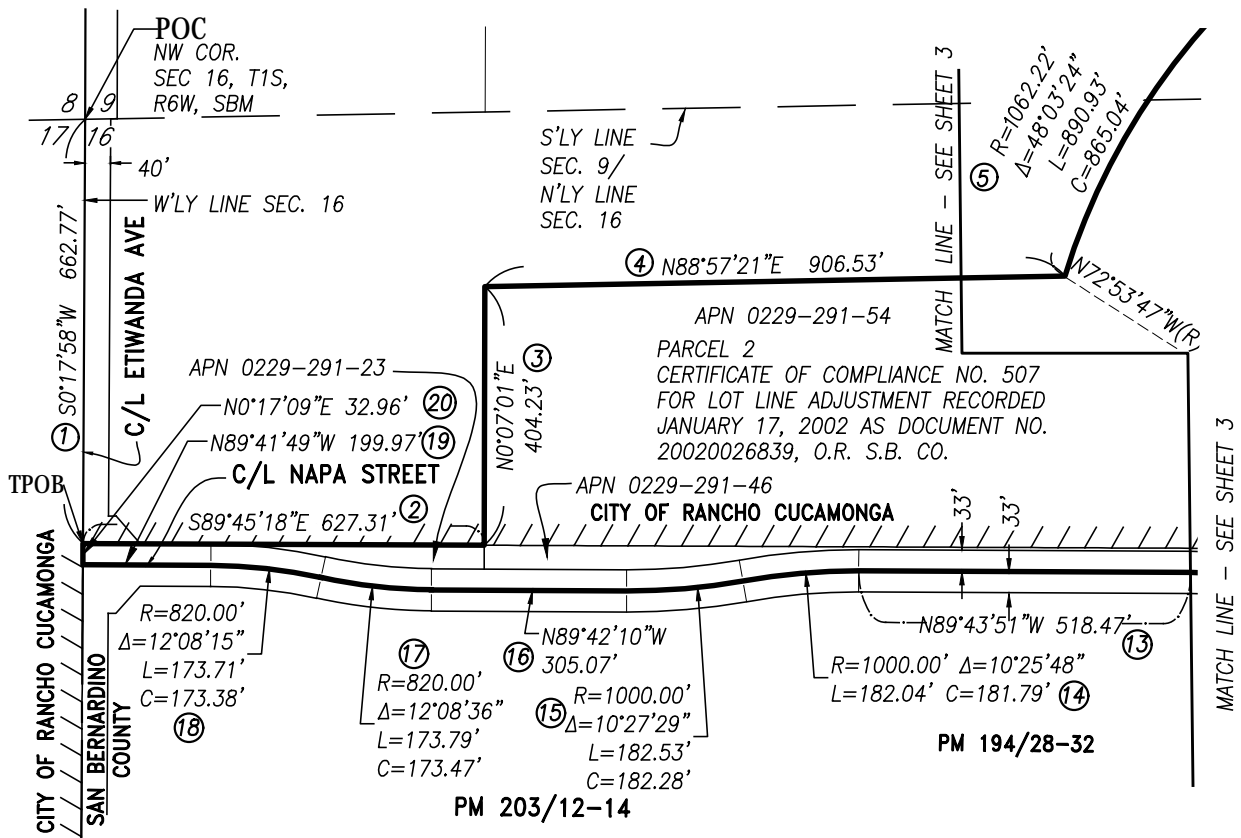 POC
NW COR.
SEC 16, T1S,
R6W, SBM
8 9
17 16
40'
W'LY LINE SEC. 16
S'LY LINE
SEC. 9/
N'LY LINE
SEC. 16
MATCH LINE - SEE SHEET 3
5
R=1062.22'
Δ=48°03'24"
L=890.93'
C=865.04'
S0°17'58"W 662.77'
1
C/L ETIWANDA AVE
4 N88°57'21"E 906.53'
N72°53'47"W(R
APN 0229-291-54
PARCEL 2
CERTIFICATE OF COMPLIANCE NO. 507
FOR LOT LINE ADJUSTMENT RECORDED
JANUARY 17, 2002 AS DOCUMENT NO.
20020026839, O.R. S.B. CO.
N0°07'01"E 3
404.23'
APN 0229-291-23
N0°17'09"E 32.96' 20
N89°41'49"W 199.97' 19
C/L NAPA STREET
TPOB
S89°45'18"E 627.31' 2
APN 0229-291-46
CITY OF RANCHO CUCAMONGA
33'
33'
MATCH LINE - SEE SHEET 3
CITY OF RANCHO CUCAMONGA
SAN BERNARDINO
COUNTY
R=820.00'
Δ=12°08'15"
L=173.71'
C=173.38'
18
17
R=820.00'
Δ=12°08'36"
L=173.79'
C=173.47'
16
N89°42'10"W
305.07'
15
R=1000.00'
Δ=10°27'29"
L=182.53'
C=182.28'
N89°43'51"W 518.47'
13
R=1000.00' Δ=10°25'48"
L=182.04' C=181.79' 14
PM 194/28-32
PM 203/12-14